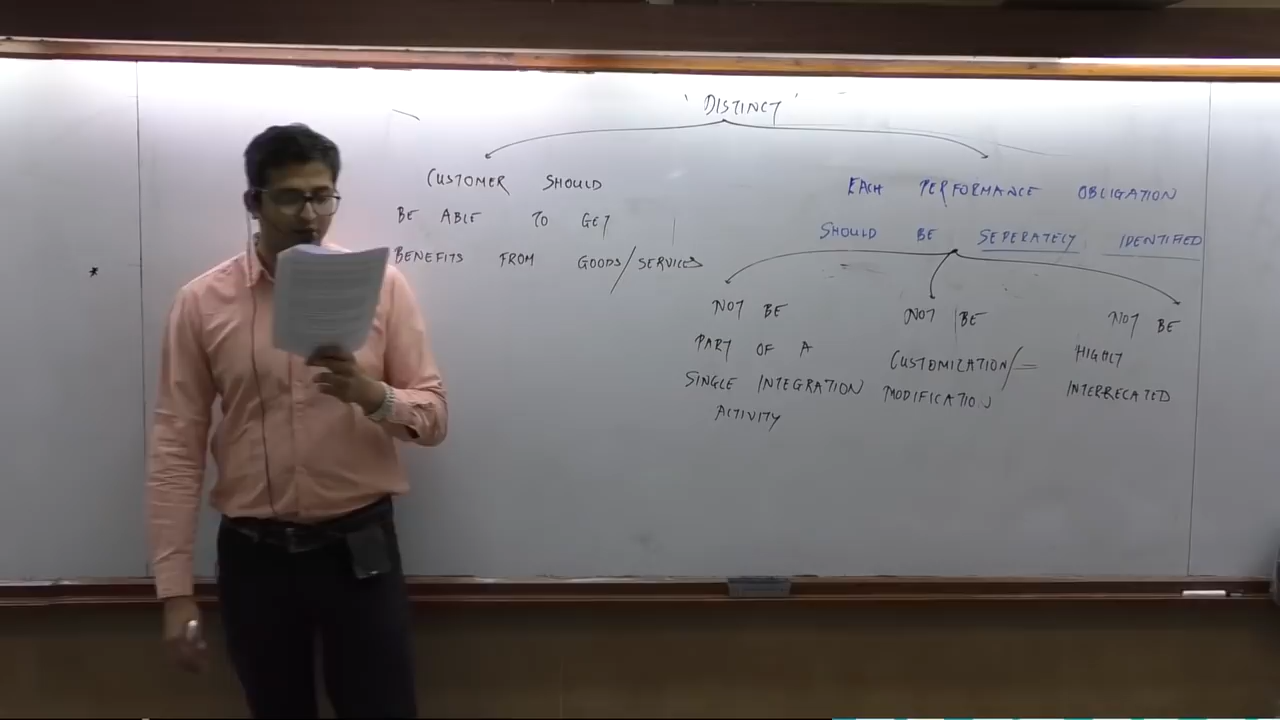 ' DISTINCT '
CUSTOMER SHOULD
BE ABLE TO GET
BENEFITS FROM GOODS/SERVICES
EACH PERFORMANCE OBLIGATION
SHOULD BE SEPERATELY IDENTIFIED
NOT BE
PART OF A
SINGLE INTEGRATION
ACTIVITY
NOT BE
CUSTOMIZATION/
MODIFICATION
NOT BE
HIGHLY
INTERRECATED